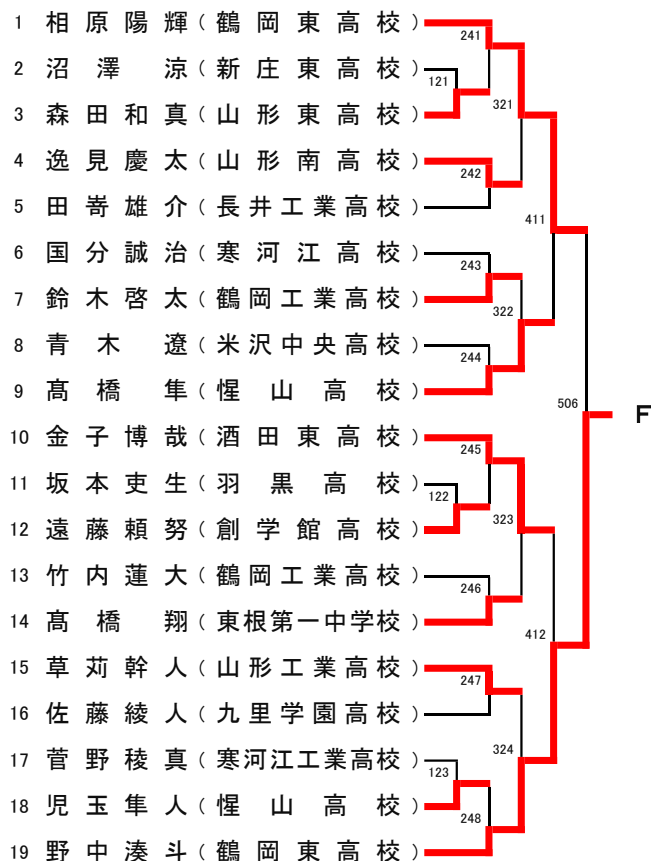 1 相原陽輝(鶴岡東高校)
2 沼澤涼(新庄東高校)
3 森田和真(山形東高校)
4 逸見慶太(山形南高校)
5 田嵜雄介(長井工業高校)
6 国分誠治(寒河江高校)
7 鈴木啓太(鶴岡工業高校)
8 青木遼(米沢中央高校)
9 髙橋隼(惺山高校)
10 金子博哉(酒田東高校)
11 坂本吏生(羽黒高校)
12 遠藤頼努(創学館高校)
13 竹内蓮大(鶴岡工業高校)
14 髙橋翔(東根第一中学校)
15 草苅幹人(山形工業高校)
16 佐藤綾人(九里学園高校)
17 菅野稜真(寒河江工業高校)
18 児玉隼人(惺山高校)
19 野中湊斗(鶴岡東高校)
121
122
123
241
242
243
244
245
246
247
248
321
322
323
324
411
412
506
F